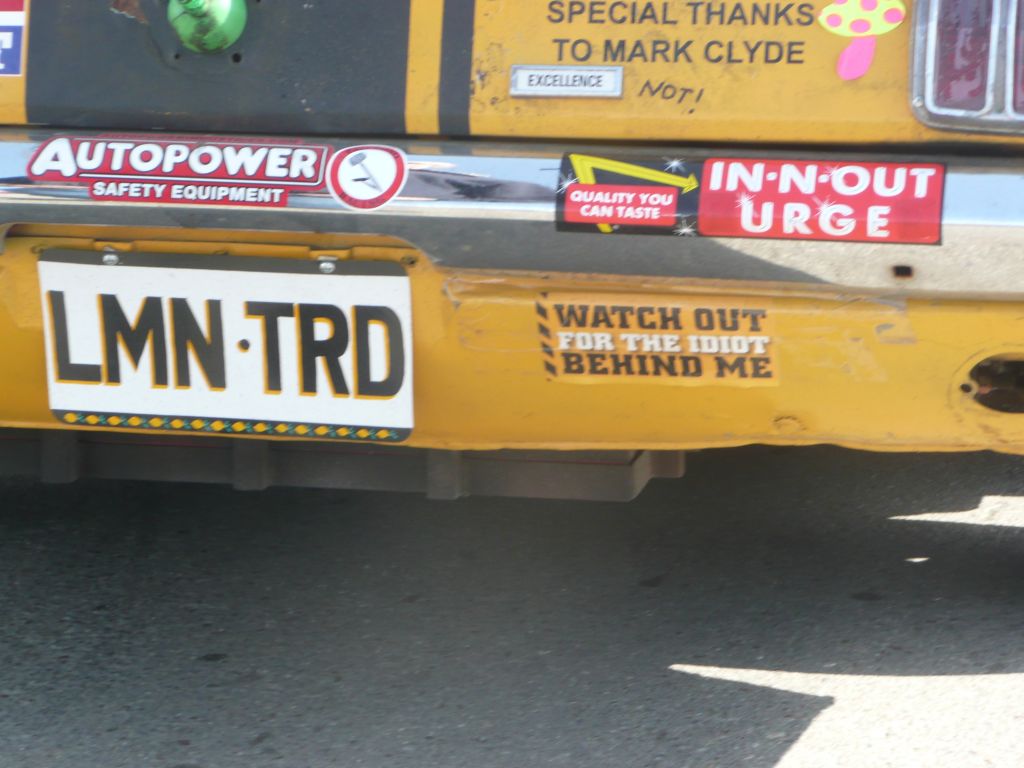 SPECIAL THANKS
TO MARK CLYDE
EXCELLENCE
NOT!
AUTOPOWER
SAFETY EQUIPMENT
QUALITY YOU
CAN TASTE
IN-N-OUT
URGE
LMN·TRD
WATCH OUT
FOR THE IDIOT
BEHIND ME